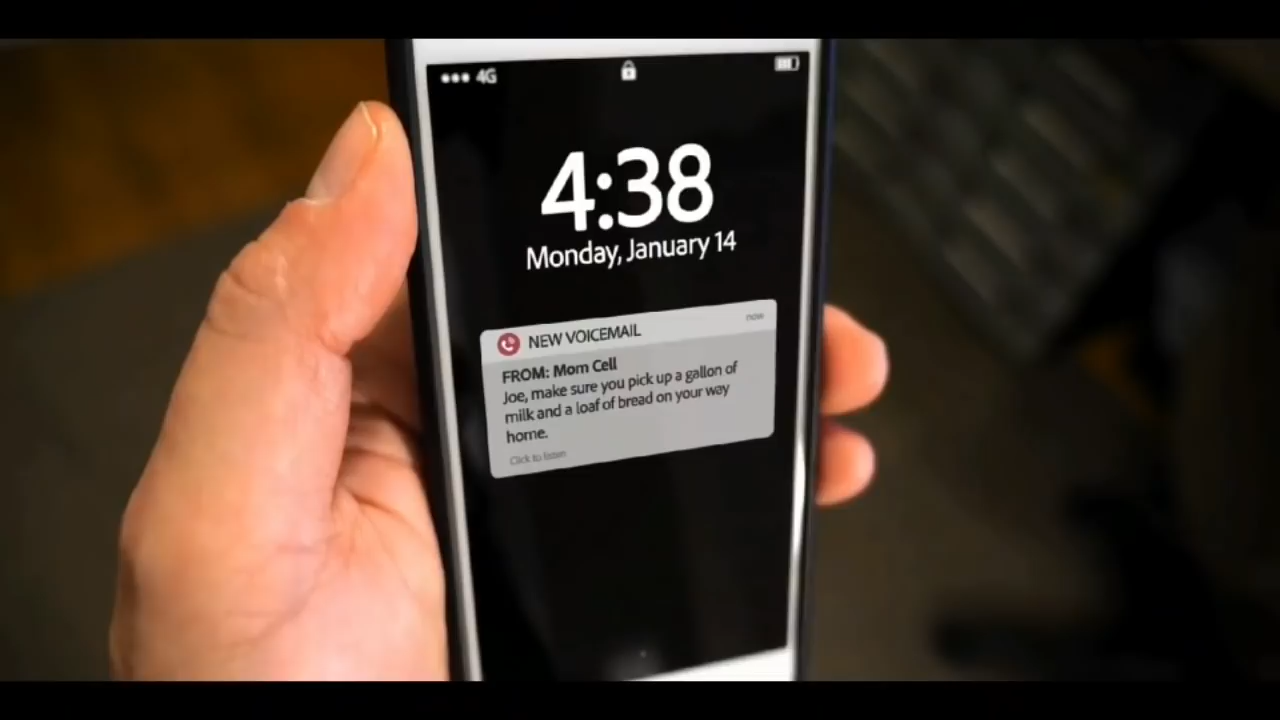 4G
4:38
Monday, January 14
NEW VOICEMAIL
now
FROM: Mom Cell
Joe, make sure you pick up a gallon of
milk and a loaf of bread on your way
home.
Click to listen